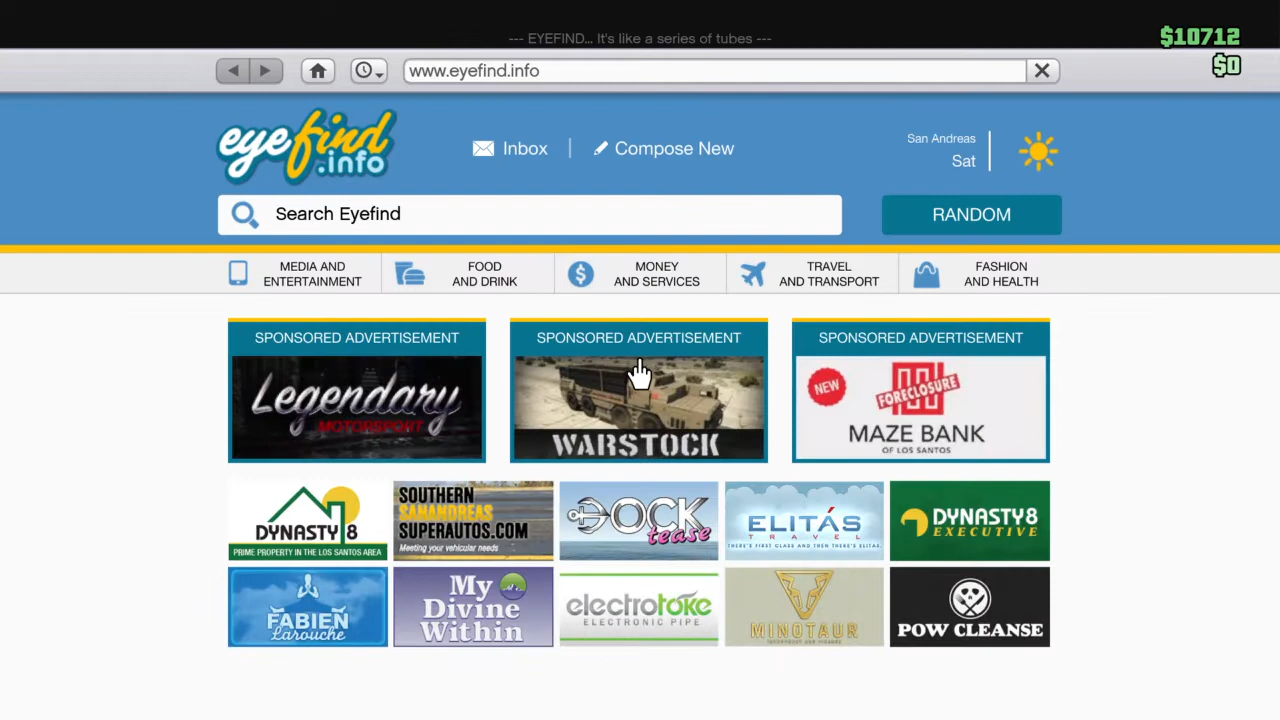 --- EYEFIND... It's like a series of tubes ---
$10712
$0
www.eyefind.info
eyefind
.info
Inbox
Compose New
San Andreas
Sat
Search Eyefind
RANDOM
MEDIA AND
ENTERTAINMENT
FOOD
AND DRINK
MONEY
AND SERVICES
TRAVEL
AND TRANSPORT
FASHION
AND HEALTH
SPONSORED ADVERTISEMENT
Legendary
MOTORSPORT
SPONSORED ADVERTISEMENT
WARSTOCK
SPONSORED ADVERTISEMENT
NEW
FORECLOSURE
MAZE BANK
OF LOS SANTOS
DYNASTY 8
PRIME PROPERTY IN THE LOS SANTOS AREA
SOUTHERN
SANANDREAS
SUPERAUTOS.COM
Meeting your vehicular needs
DOCK
tease
ELITÁS
TRAVEL
THERE'S FIRST CLASS AND THEN THERE'S ELITAS.
DYNASTY8
EXECUTIVE
FABIEN
Larouche
My
Divine
Within
electrotoke
ELECTRONIC PIPE
MINOTAUR
POW CLEANSE